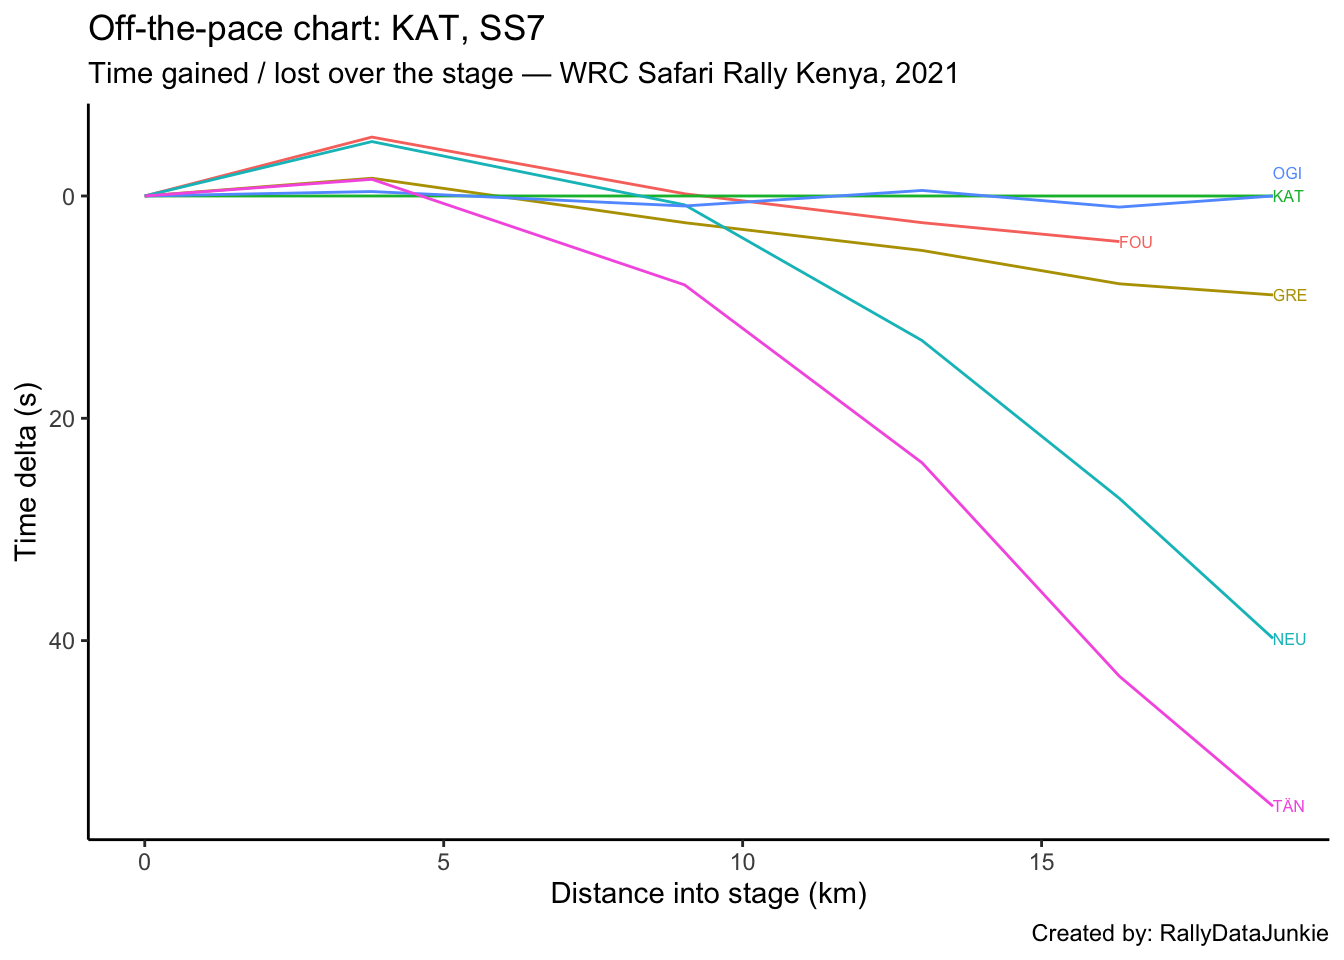 Off-the-pace chart: KAT, SS7
Time gained / lost over the stage — WRC Safari Rally Kenya, 2021
Time delta (s)
0
20
40
OGI
KAT
FOU
GRE
NEU
TÄN
0 5 10 15
Distance into stage (km)
Created by: RallyDataJunkie